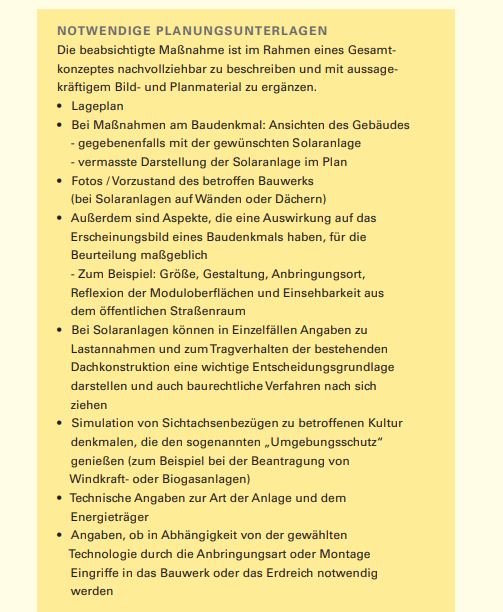 NOTWENDIGE PLANUNGSUNTERLAGEN
Die beabsichtigte Maßnahme ist im Rahmen eines Gesamt-
konzeptes nachvollziehbar zu beschreiben und mit aussage-
kräftigem Bild- und Planmaterial zu ergänzen.
• Lageplan
• Bei Maßnahmen am Baudenkmal: Ansichten des Gebäudes
- gegebenenfalls mit der gewünschten Solaranlage
- vermasste Darstellung der Solaranlage im Plan
• Fotos / Vorzustand des betroffen Bauwerks
(bei Solaranlagen auf Wänden oder Dächern)
• Außerdem sind Aspekte, die eine Auswirkung auf das
Erscheinungsbild eines Baudenkmals haben, für die
Beurteilung maßgeblich
- Zum Beispiel: Größe, Gestaltung, Anbringungsort,
Reflexion der Moduloberflächen und Einsehbarkeit aus
dem öffentlichen Straßenraum
• Bei Solaranlagen können in Einzelfällen Angaben zu
Lastannahmen und zum Tragverhalten der bestehenden
Dachkonstruktion eine wichtige Entscheidungsgrundlage
darstellen und auch baurechtliche Verfahren nach sich
ziehen
• Simulation von Sichtachsenbezügen zu betroffenen Kultur
denkmalen, die den sogenannten „Umgebungsschutz“
genießen (zum Beispiel bei der Beantragung von
Windkraft- oder Biogasanlagen)
• Technische Angaben zur Art der Anlage und dem
Energieträger
• Angaben, ob in Abhängigkeit von der gewählten
Technologie durch die Anbringungsart oder Montage
Eingriffe in das Bauwerk oder das Erdreich notwendig
werden